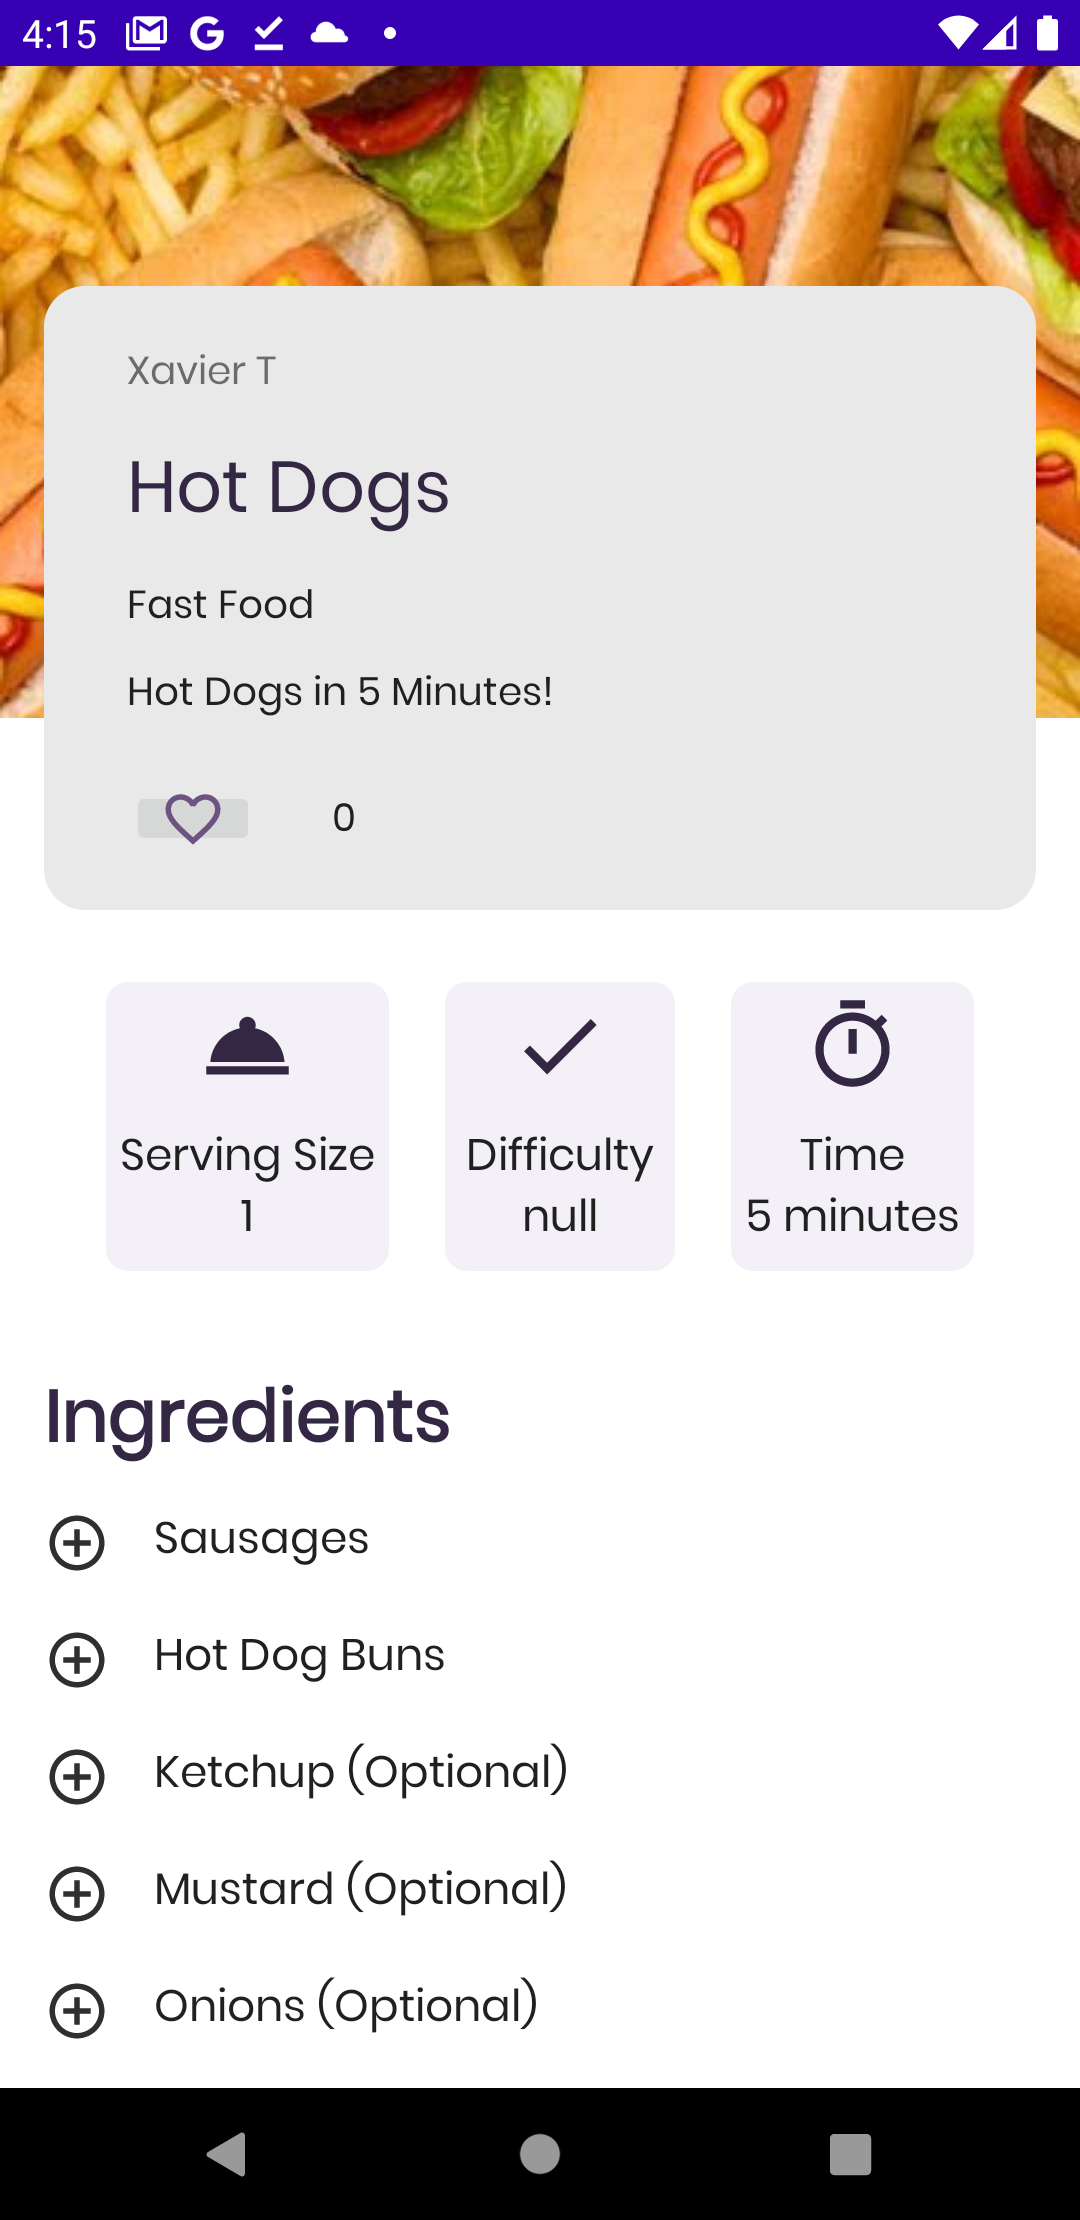 4:15
Xavier T
Hot Dogs
Fast Food
Hot Dogs in 5 Minutes!
0
Serving Size
1
Difficulty
null
Time
5 minutes
Ingredients
Sausages
Hot Dog Buns
Ketchup (Optional)
Mustard (Optional)
Onions (Optional)